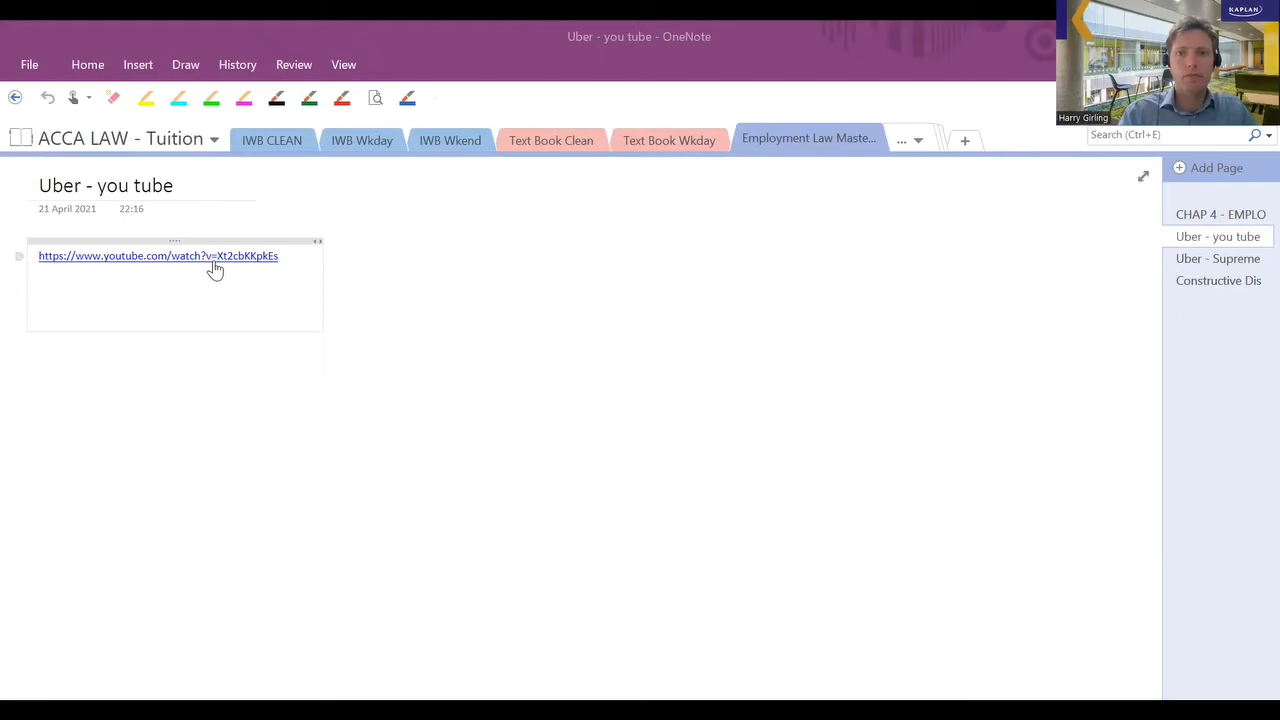 KAPLAN
Uber - you tube - OneNote
File Home Insert Draw History Review View
Harry Girling
ACCA LAW - Tuition IWB CLEAN IWB Wkday IWB Wkend Text Book Clean Text Book Wkday Employment Law Maste... ... Search (Ctrl+E)
Add Page
Uber - you tube
21 April 2021 22:16
https://www.youtube.com/watch?v=Xt2cbKKpkEs
CHAP 4 - EMPLO
Uber - you tube
Uber - Supreme
Constructive Dis